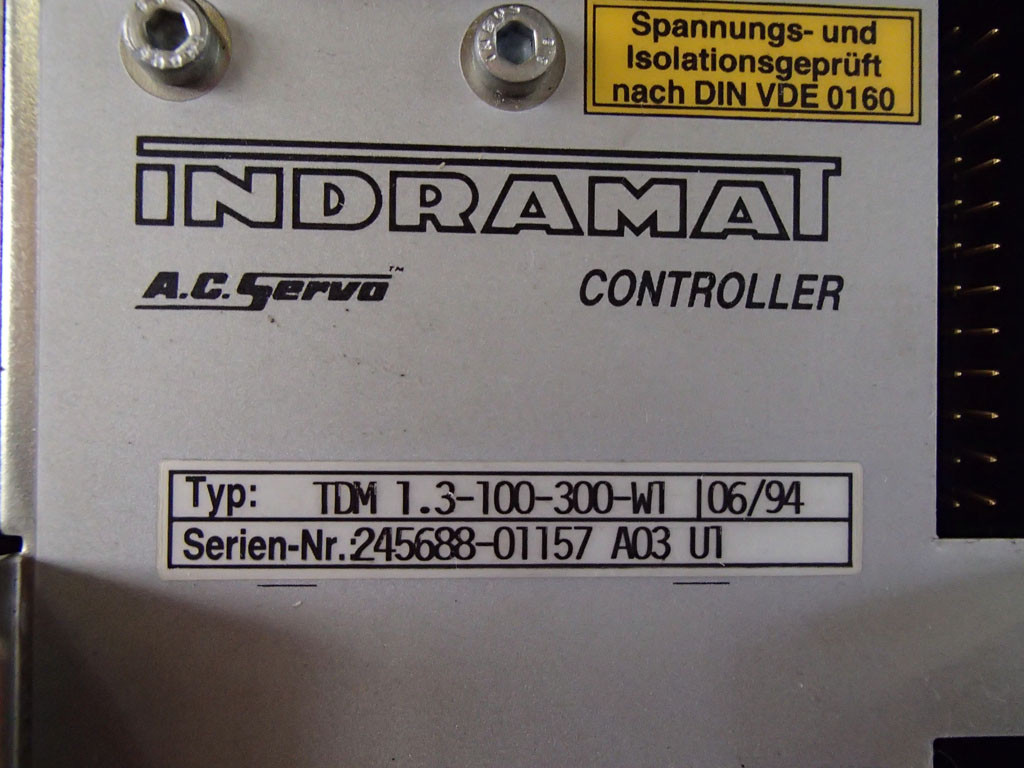 Spannungs- und
Isolationsgeprüft
nach DIN VDE 0160
INDRAMAT
A.C. Servo™ CONTROLLER
Typ: TDM 1.3-100-300-W1 |06/94
Serien-Nr.:245688-01157 A03 U1